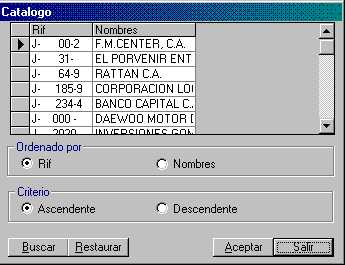 Catalogo
Rif Nombres
J- 00-2 F.M.CENTER, C.A.
J- 31- EL PORVENIR ENT
J- 64-9 RATTAN C.A.
J- 185-9 CORPORACION LOO
J- 234-4 BANCO CAPITAL C.
J- 000 - DAEWOO MOTOR
J- 2020 INVERSIONES GON
Ordenado por
Rif Nombres
Criterio
Ascendente Descendente
Buscar Restaurar Aceptar Salir